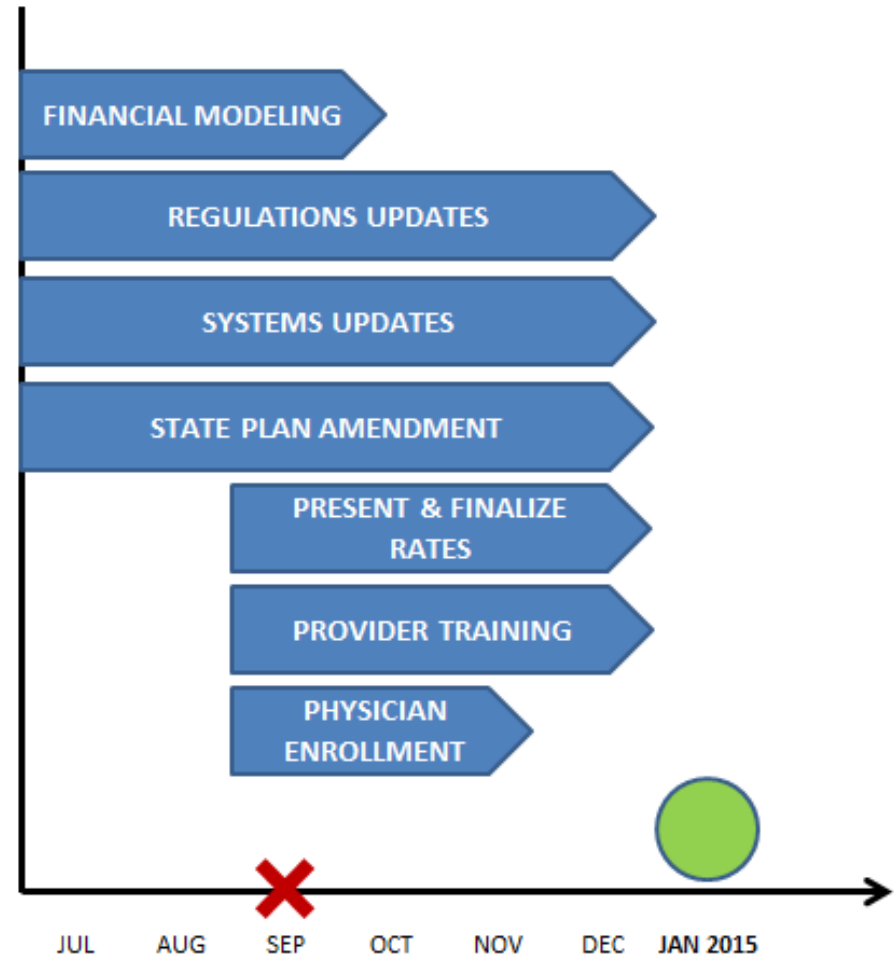 FINANCIAL MODELING
REGULATIONS UPDATES
SYSTEMS UPDATES
STATE PLAN AMENDMENT
PRESENT & FINALIZE
RATES
PROVIDER TRAINING
PHYSICIAN
ENROLLMENT
JUL AUG SEP OCT NOV DEC JAN 2015